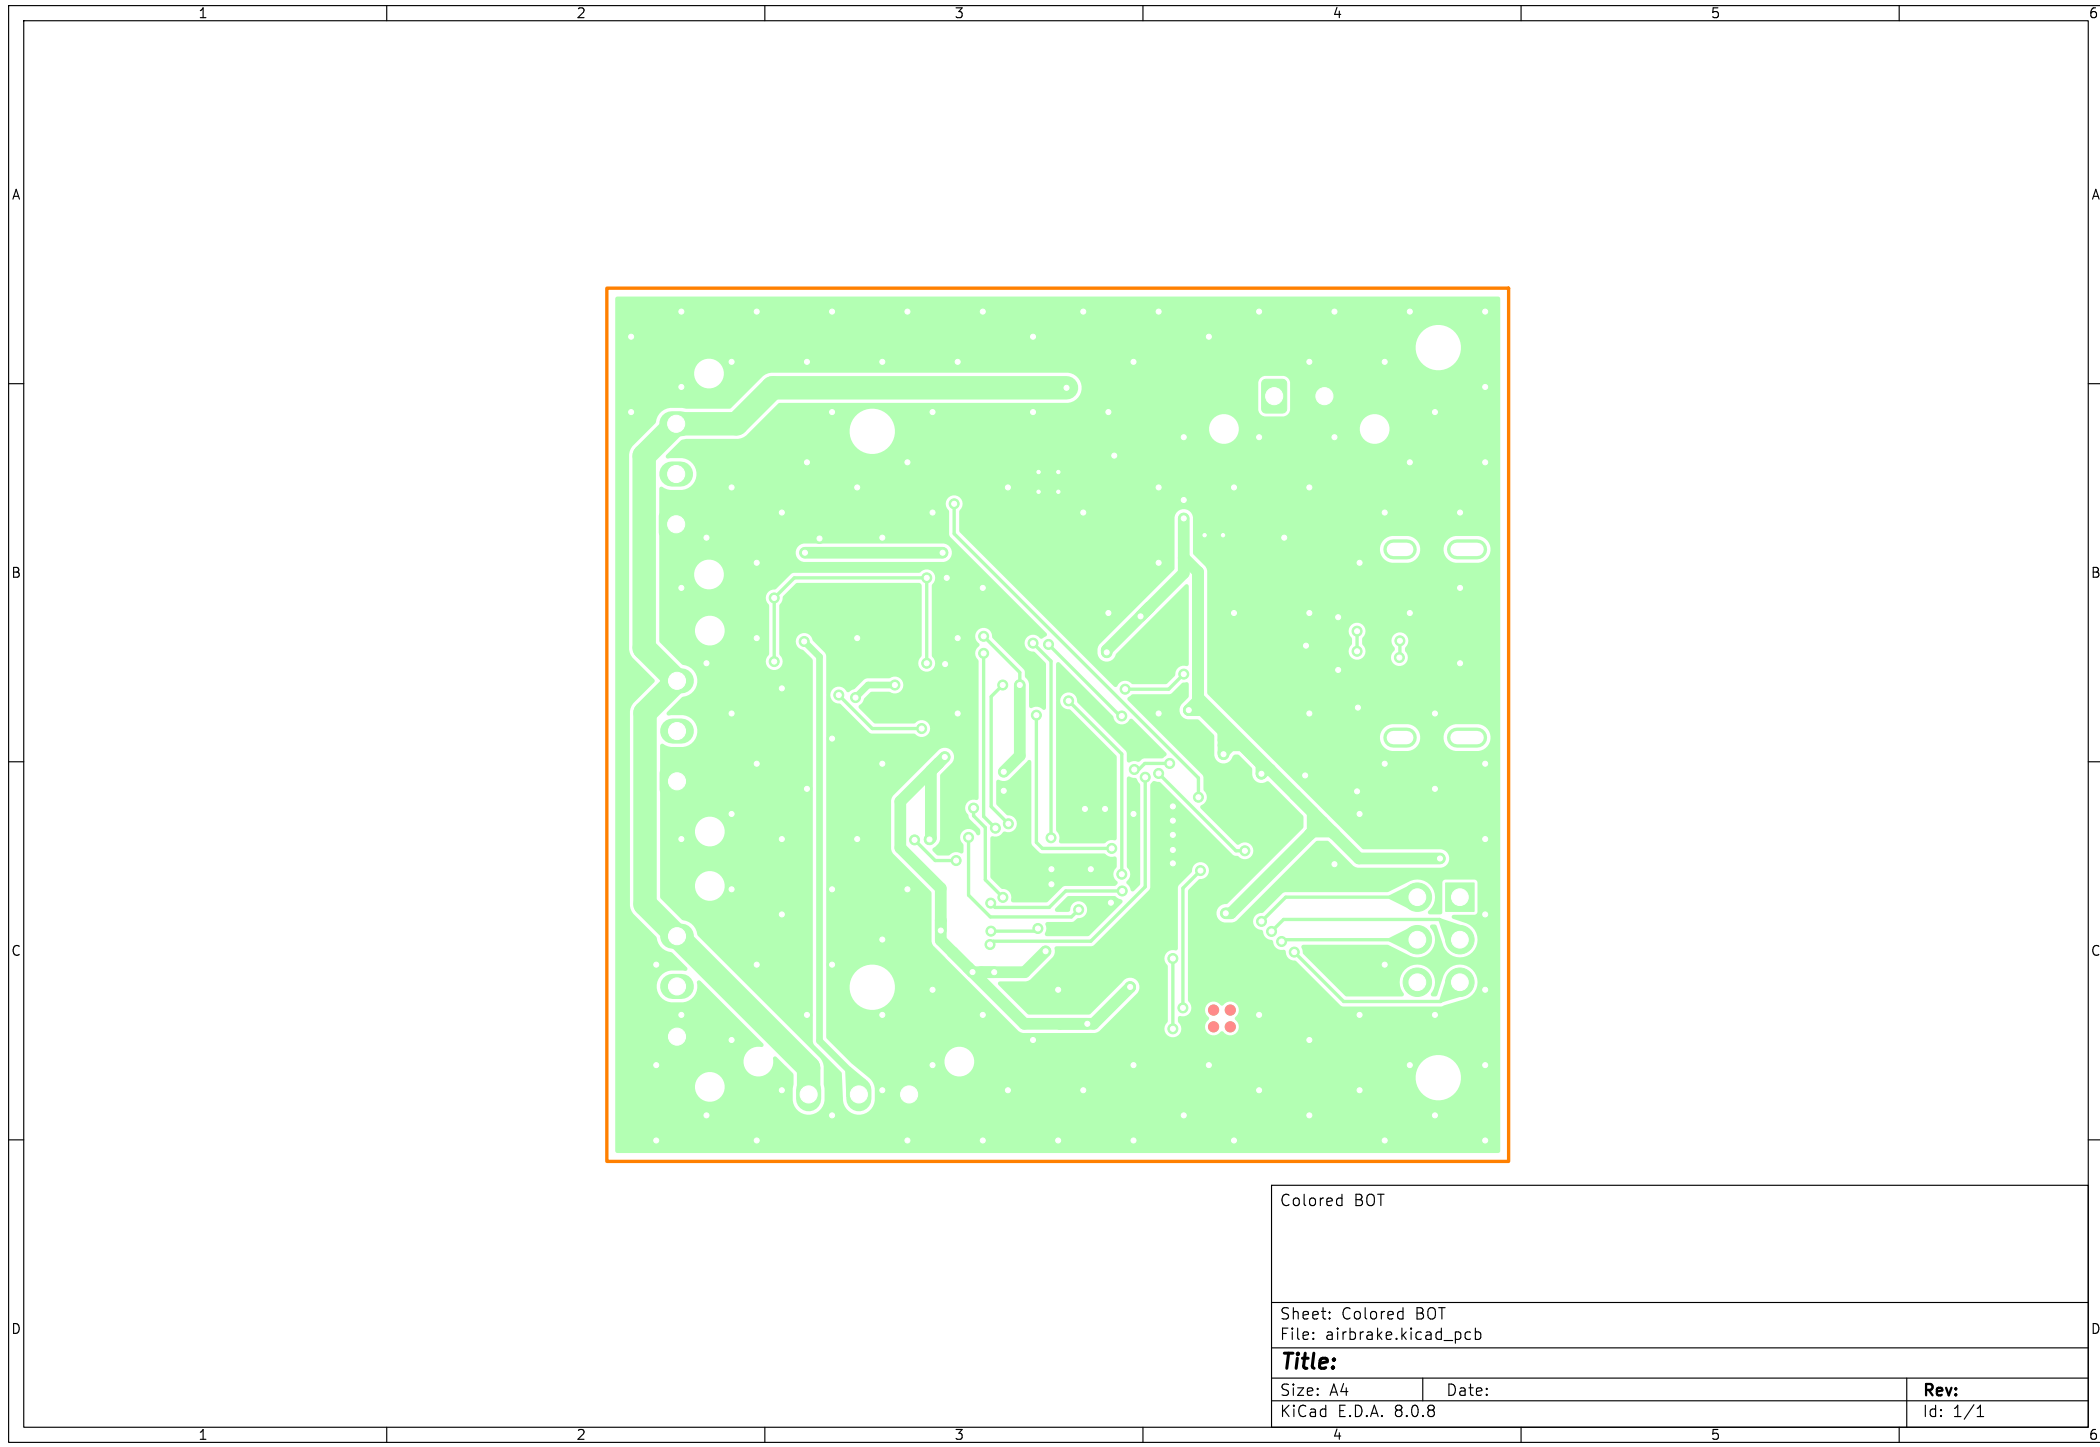 1 2 3 4 5 6
A A
B B
C C
Colored BOT
Sheet: Colored BOT
File: airbrake.kicad_pcb
D D
Title:
Size: A4 Date: Rev:
KiCad E.D.A. 8.0.8 Id: 1/1
1 2 3 4 5 6